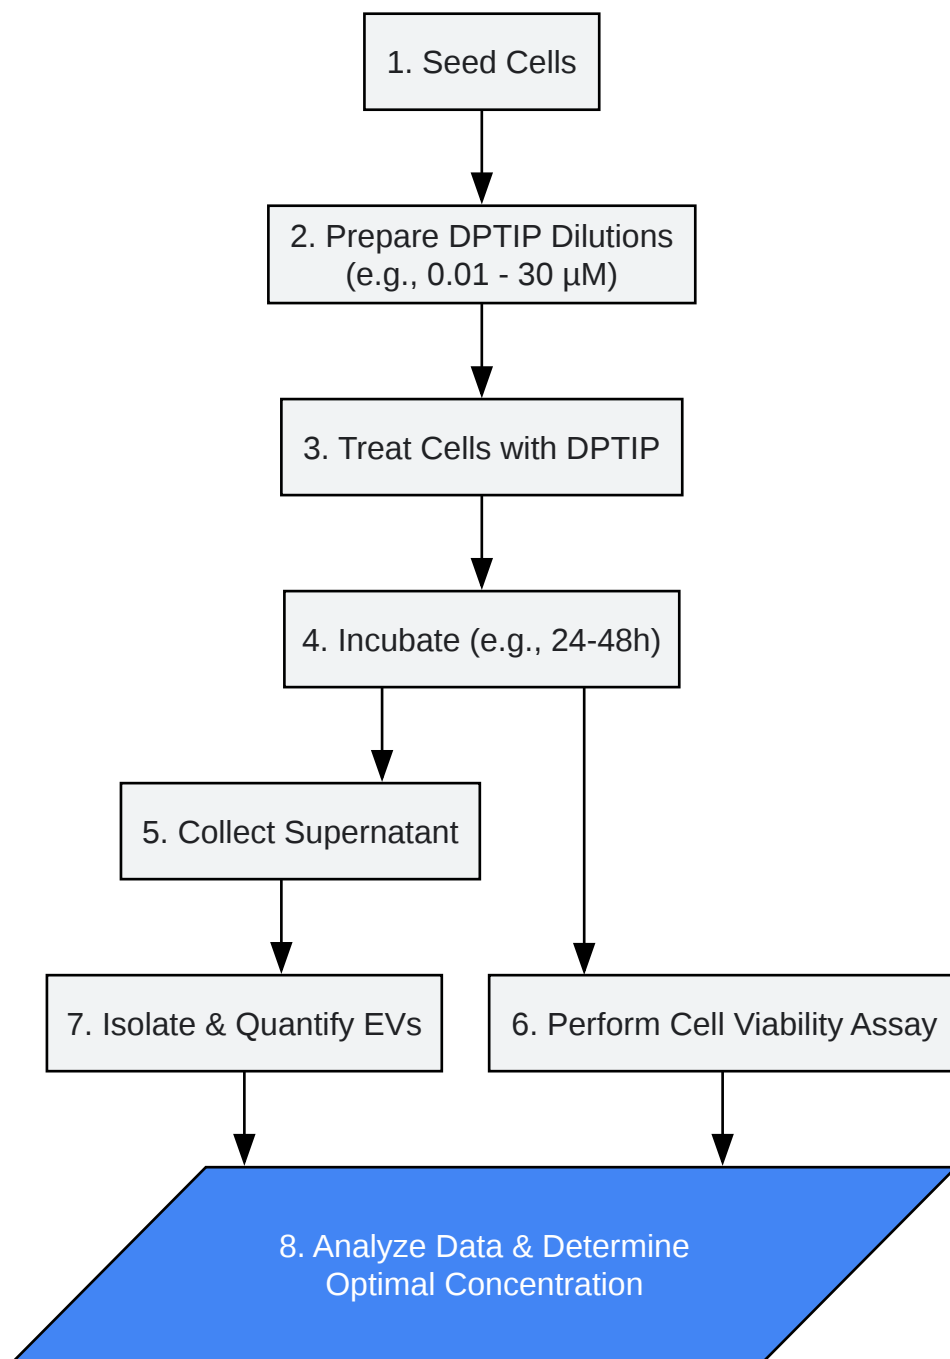 1. Seed Cells
2. Prepare DPTIP Dilutions
(e.g., 0.01 - 30 µM)
3. Treat Cells with DPTIP
4. Incubate (e.g., 24-48h)
5. Collect Supernatant
7. Isolate & Quantify EVs
6. Perform Cell Viability Assay
8. Analyze Data & Determine
Optimal Concentration